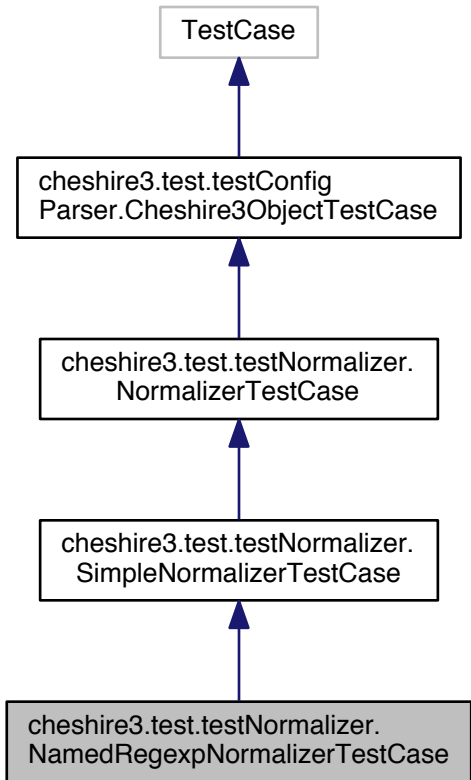 TestCase
cheshire3.test.testConfig
Parser.Cheshire3ObjectTestCase
cheshire3.test.testNormalizer.
NormalizerTestCase
cheshire3.test.testNormalizer.
SimpleNormalizerTestCase
cheshire3.test.testNormalizer.
NamedRegexpNormalizerTestCase